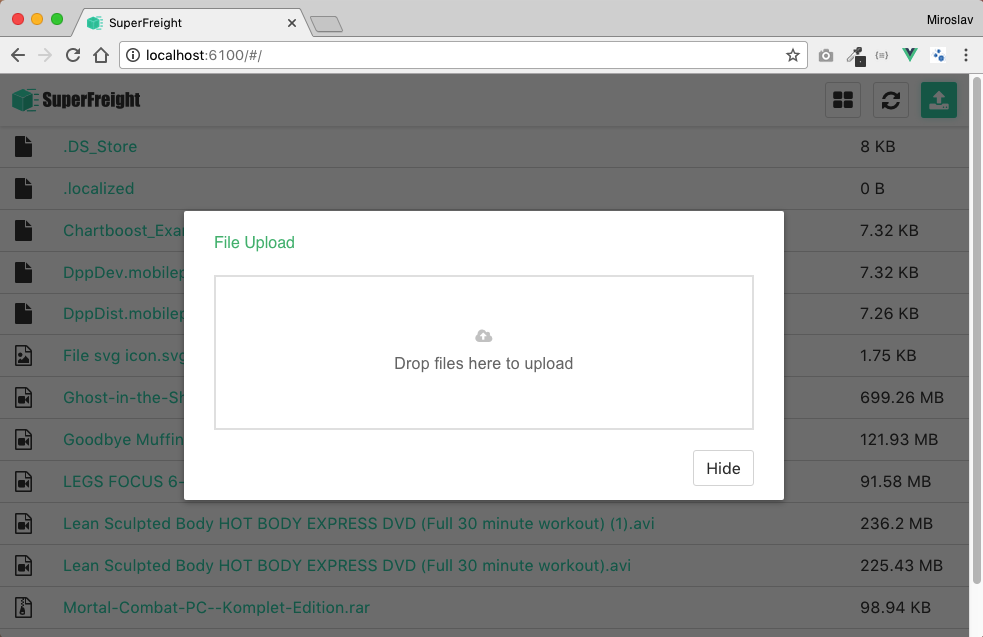 SuperFreight
Miroslav
localhost:6100/#/
SuperFreight
.DS_Store 8 KB
.localized 0 B
Chartboost_Exa 7.32 KB
DppDev.mobilep 7.32 KB
DppDist.mobilep 7.26 KB
File svg icon.svg 1.75 KB
Ghost-in-the-Sh 699.26 MB
Goodbye Muffin 121.93 MB
LEGS FOCUS 6- 91.58 MB
Lean Sculpted Body HOT BODY EXPRESS DVD (Full 30 minute workout) (1).avi 236.2 MB
Lean Sculpted Body HOT BODY EXPRESS DVD (Full 30 minute workout).avi 225.43 MB
Mortal-Combat-PC--Komplet-Edition.rar 98.94 KB
File Upload
Drop files here to upload
Hide